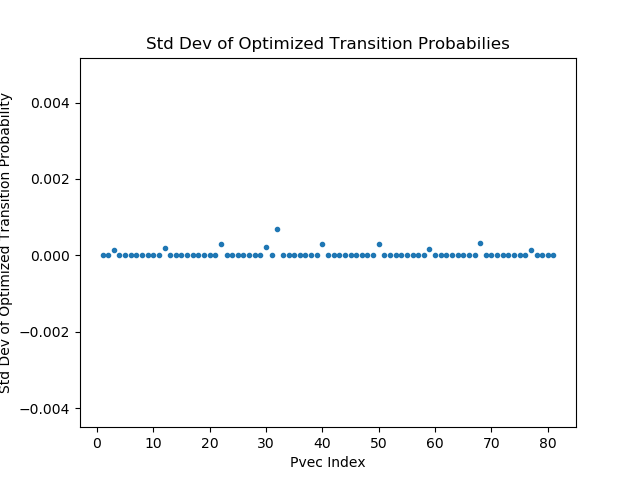 Std Dev of Optimized Transition Probabilies
Std Dev of Optimized Transition Probability
0.004
0.002
0.000
−0.002
−0.004
0 10 20 30 40 50 60 70 80
Pvec Index